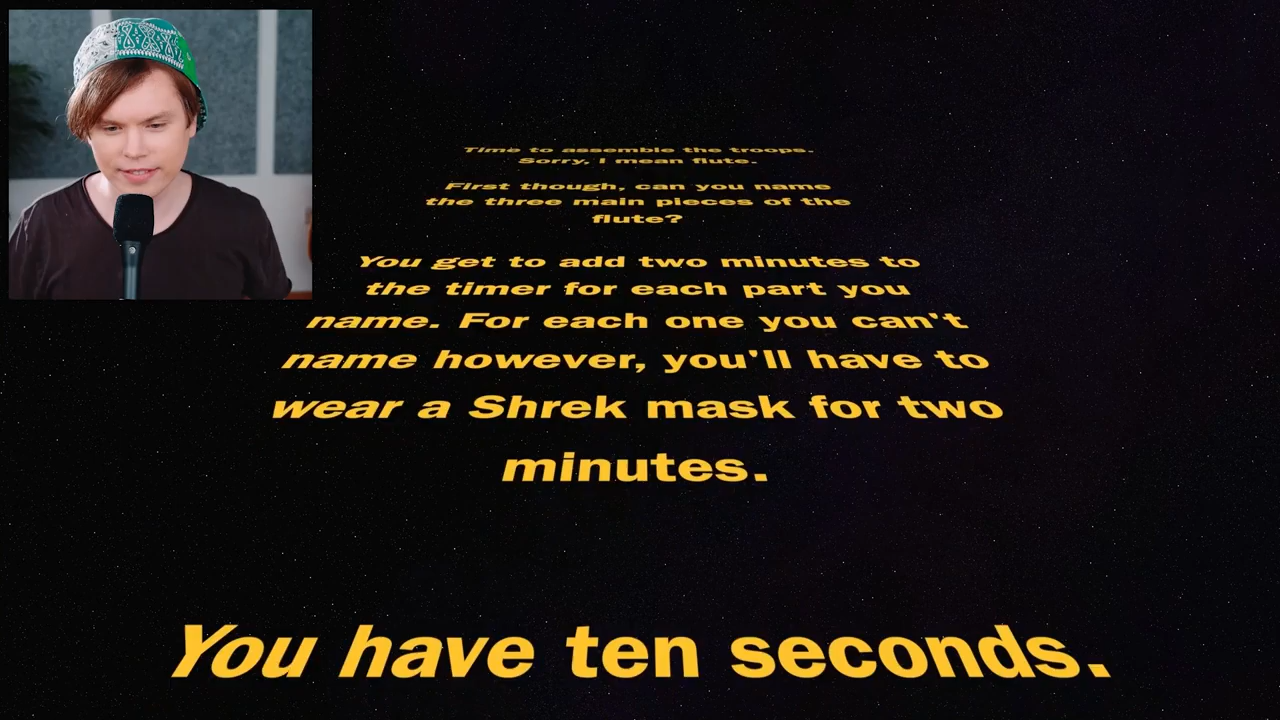 Time to assemble the troops.
Sorry, I mean flute.
First though, can you name
the three main pieces of the
flute?
You get to add two minutes to
the timer for each part you
name. For each one you can't
name however, you'll have to
wear a Shrek mask for two
minutes.
You have ten seconds.